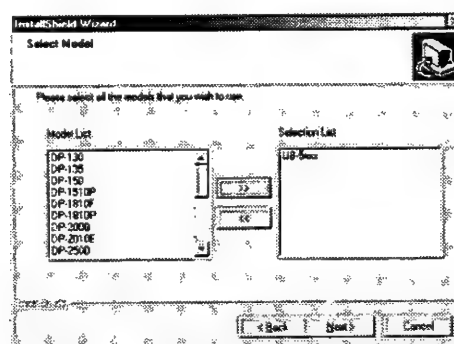 InstallShield Wizard
Select Model
Please select all the models that you wish to use.
Model List
Selection List
DP-130
DP-135
DP-150
DP-1510P
DP-1810F
DP-1810P
DP-2000
DP-2010E
DP-2500
>>
<<
< Back
Next >
Cancel